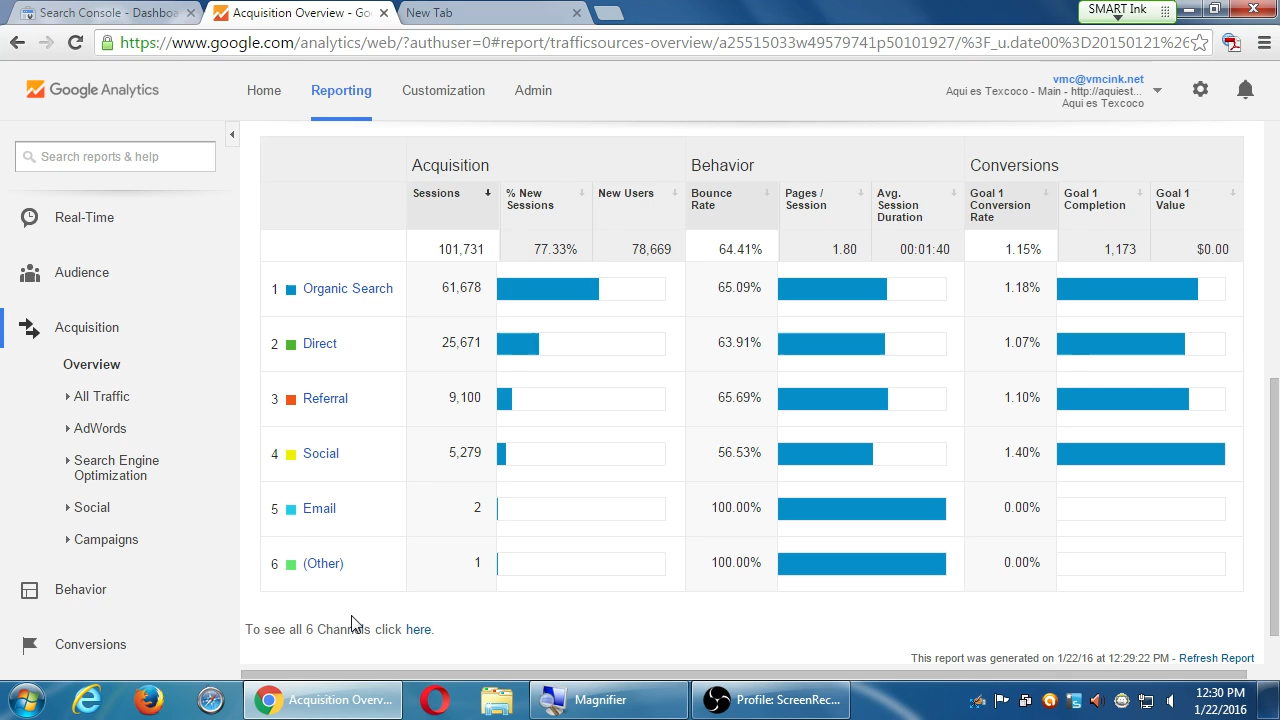 Search Console - Dashboa
Acquisition Overview - Go
New Tab
SMART Ink
https://www.google.com/analytics/web/?authuser=0#report/trafficsources-overview/a25515033w49579741p50101927/%3F_u.date00%3D20150121%26
Google Analytics
Home
Reporting
Customization
Admin
vmc@vmcink.net
Aqui es Texcoco - Main - http://aquiest...
Aqui es Texcoco
Search reports & help
Real-Time
Audience
Acquisition
Overview
All Traffic
AdWords
Search Engine
Optimization
Social
Campaigns
Behavior
Conversions
Acquisition Behavior Conversions
Sessions % New Sessions New Users Bounce Rate Pages / Session Avg. Session Duration Goal 1 Conversion Rate Goal 1 Completion Goal 1 Value
101,731 77.33% 78,669 64.41% 1.80 00:01:40 1.15% 1,173 $0.00
1 Organic Search 61,678 65.09% 1.18%
2 Direct 25,671 63.91% 1.07%
3 Referral 9,100 65.69% 1.10%
4 Social 5,279 56.53% 1.40%
5 Email 2 100.00% 0.00%
6 (Other) 1 100.00% 0.00%
To see all 6 Channels click here.
This report was generated on 1/22/16 at 12:29:22 PM - Refresh Report
Acquisition Overv...
Magnifier
Profile: ScreenRec...
12:30 PM
1/22/2016